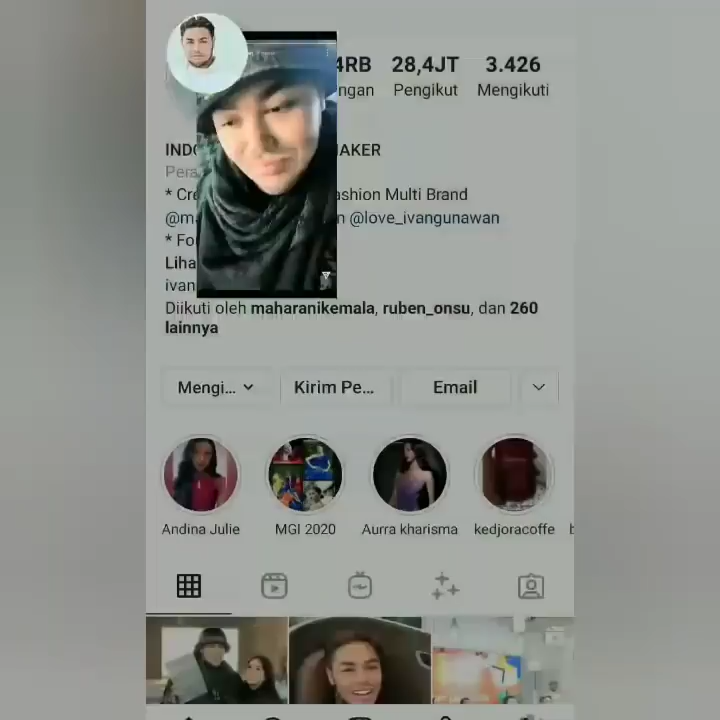 4RB 28,4JT 3.426
ngan Pengikut Mengikuti
INDO AKER
Pera
* Cre ashion Multi Brand
@m n @love_ivangunawan
* Fo
Liha
ivan
Diikuti oleh maharanikemala, ruben_onsu, dan 260
lainnya
Mengi... Kirim Pe... Email
Andina Julie MGI 2020 Aurra kharisma kedjoracoffe